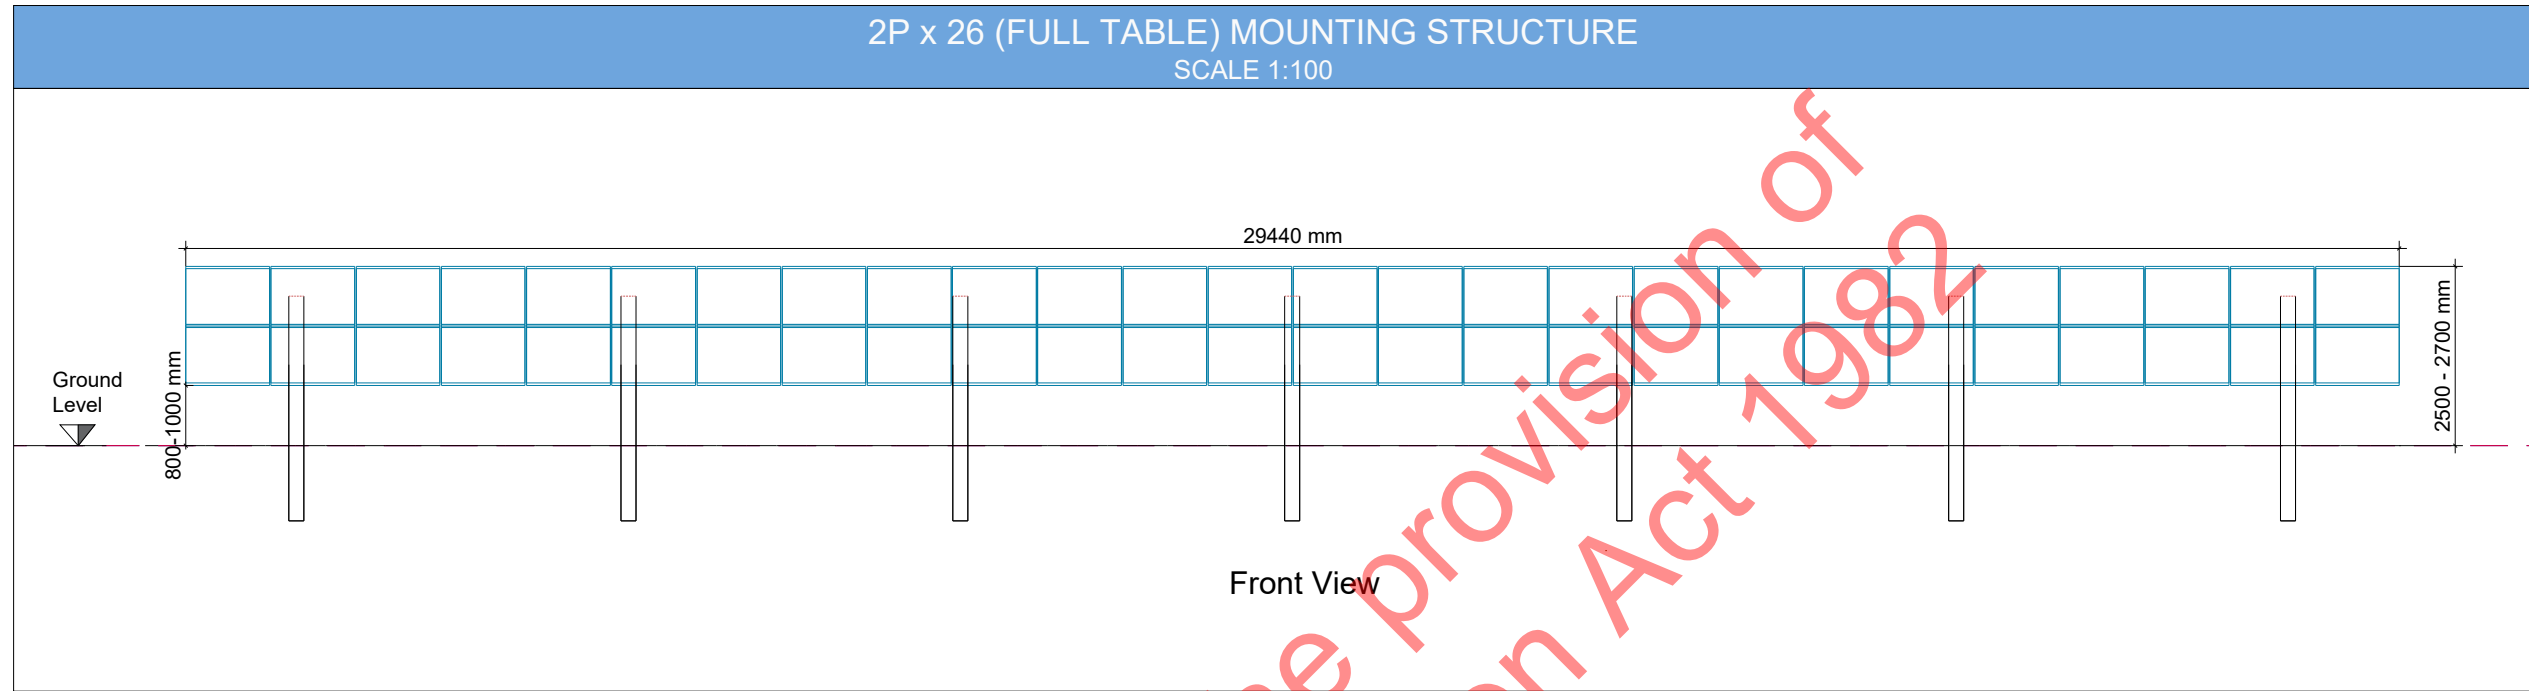 2P x 26 (FULL TABLE) MOUNTING STRUCTURE
SCALE 1:100
29440 mm
Ground
Level
800-1000 mm
2500 - 2700 mm
Front View
provision of
Act 1982